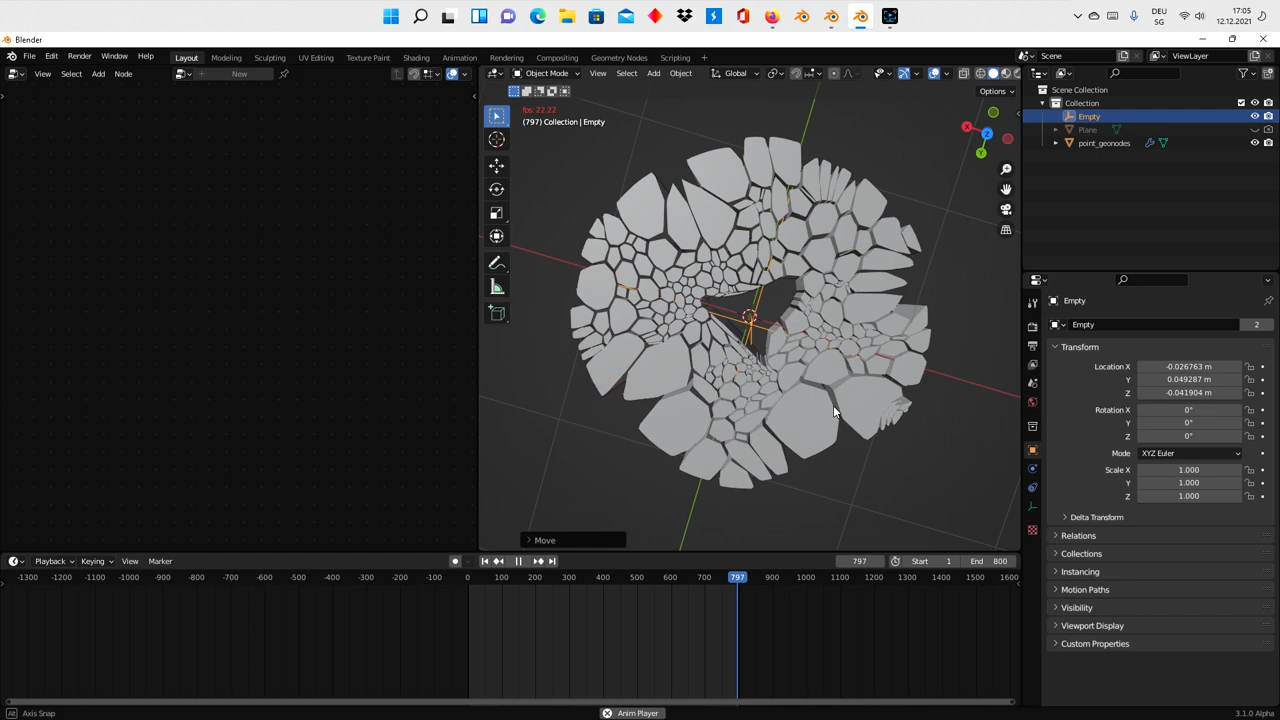 DEU
SG
17:05
12.12.2021
Blender
File Edit Render Window Help
Layout Modeling Sculpting UV Editing Texture Paint Shading Animation Rendering Compositing Geometry Nodes Scripting +
Scene
ViewLayer
View Select Add Node
New
Object Mode
View Select Add Object
Global
Options
fps: 22.22
(797) Collection | Empty
X
Y
Z
Scene Collection
Collection
Empty
Plane
point_geonodes
Empty
Empty
2
Transform
Location X -0.026763 m
Y 0.049287 m
Z -0.041904 m
Rotation X 0°
Y 0°
Z 0°
Mode XYZ Euler
Scale X 1.000
Y 1.000
Z 1.000
Delta Transform
Relations
Collections
Instancing
Motion Paths
Visibility
Viewport Display
Custom Properties
Move
Playback Keying View Marker
797
Start 1
End 800
-1300 -1200 -1100 -1000 -900 -800 -700 -600 -500 -400 -300 -200 -100 0 100 200 300 400 500 600 700 797 900 1000 1100 1200 1300 1400 1500 1600
Alt Axis Snap
Anim Player
3.1.0 Alpha